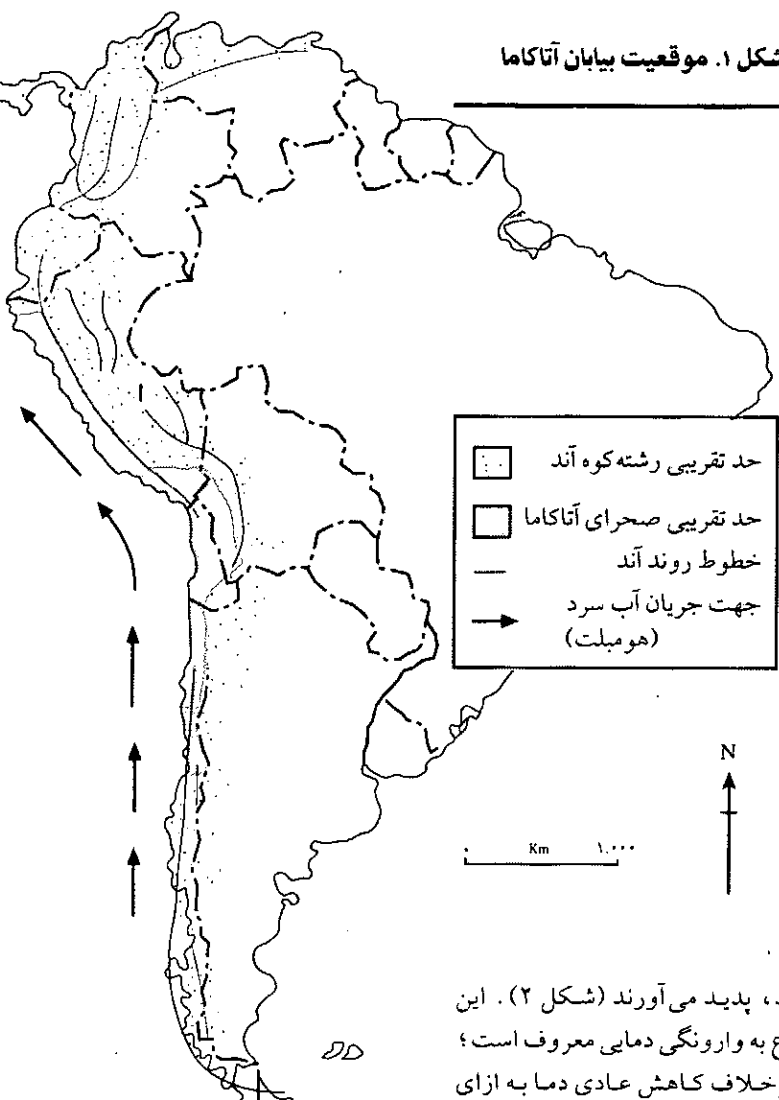 شکل ۱. موقعیت بیابان آتاکاما
حد تقریبی رشته‌کوه آند
حد تقریبی صحرای آتاکاما
خطوط روند آند
جهت جریان آب سرد
(هومبلت)
N
۰ Km ۱۰۰۰
، پدید می‌آورند (شکل ۲). این
به وارونگی دمایی معروف است؛
خلاف کاهش عادی دما به ازای